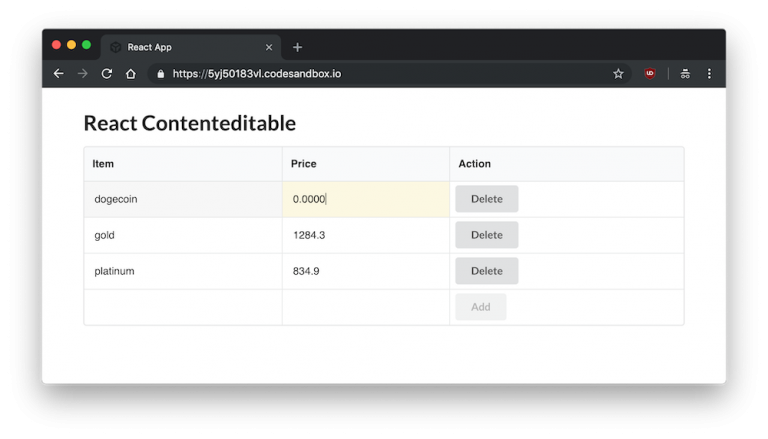 React App
https://5yj50183vl.codesandbox.io
React Contenteditable
Item Price Action
dogecoin 0.0000 Delete
gold 1284.3 Delete
platinum 834.9 Delete
Add